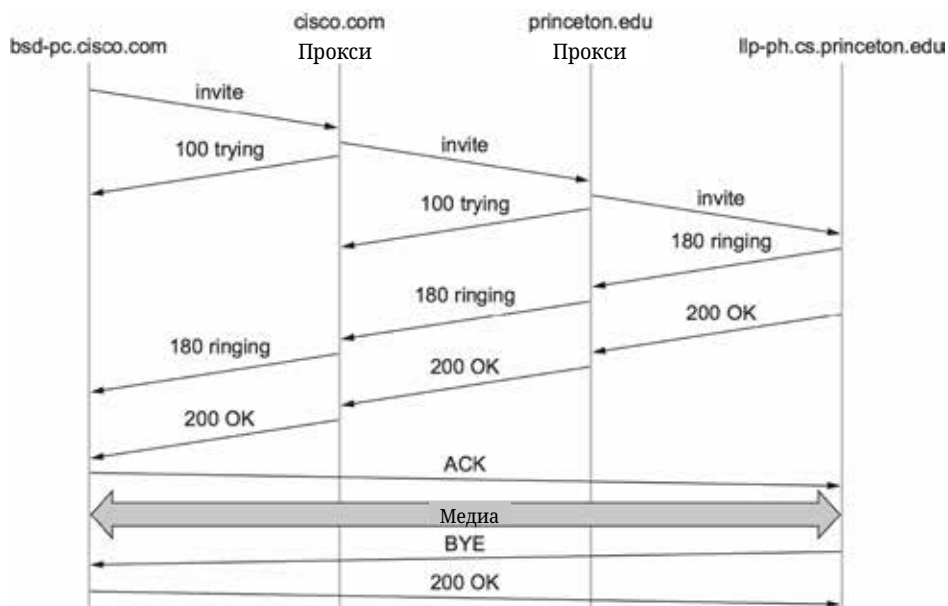 cisco.com
princeton.edu
bsd-pc.cisco.com
Прокси
Прокси
llp-ph.cs.princeton.edu
invite
100 trying
invite
100 trying
invite
180 ringing
180 ringing
200 OK
180 ringing
200 OK
200 OK
ACK
Медиа
BYE
200 OK